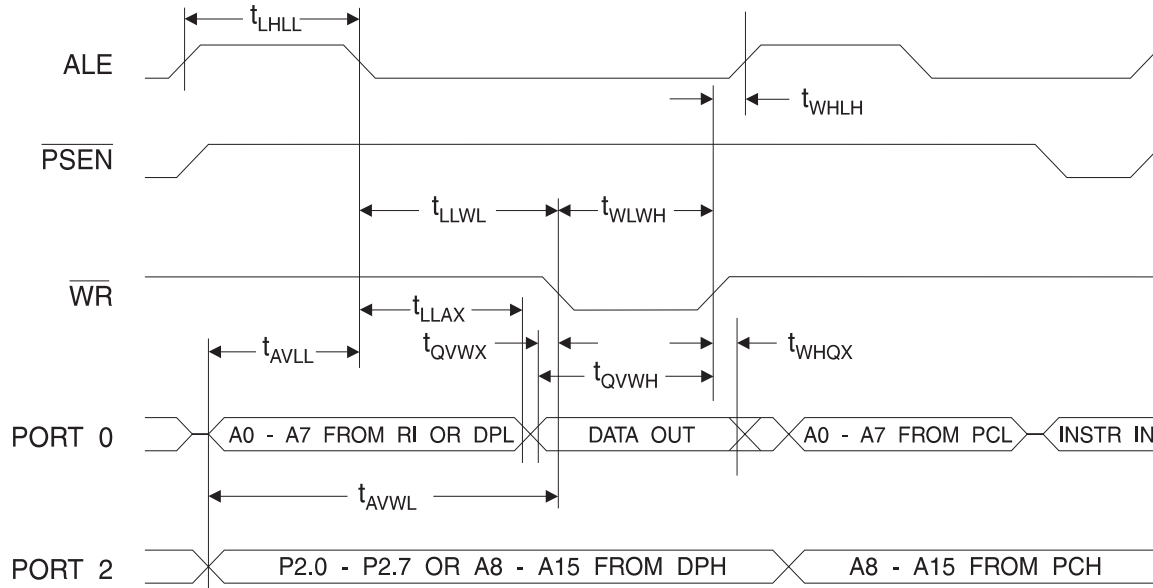 tLHLL
ALE
tWHLH
PSEN
tLLWL
tWLWH
WR
tLLAX
tQVWX
tWHQX
tAVLL
tQVWH
PORT 0
A0 - A7 FROM RI OR DPL
DATA OUT
A0 - A7 FROM PCL
INSTR IN
tAVWL
PORT 2
P2.0 - P2.7 OR A8 - A15 FROM DPH
A8 - A15 FROM PCH